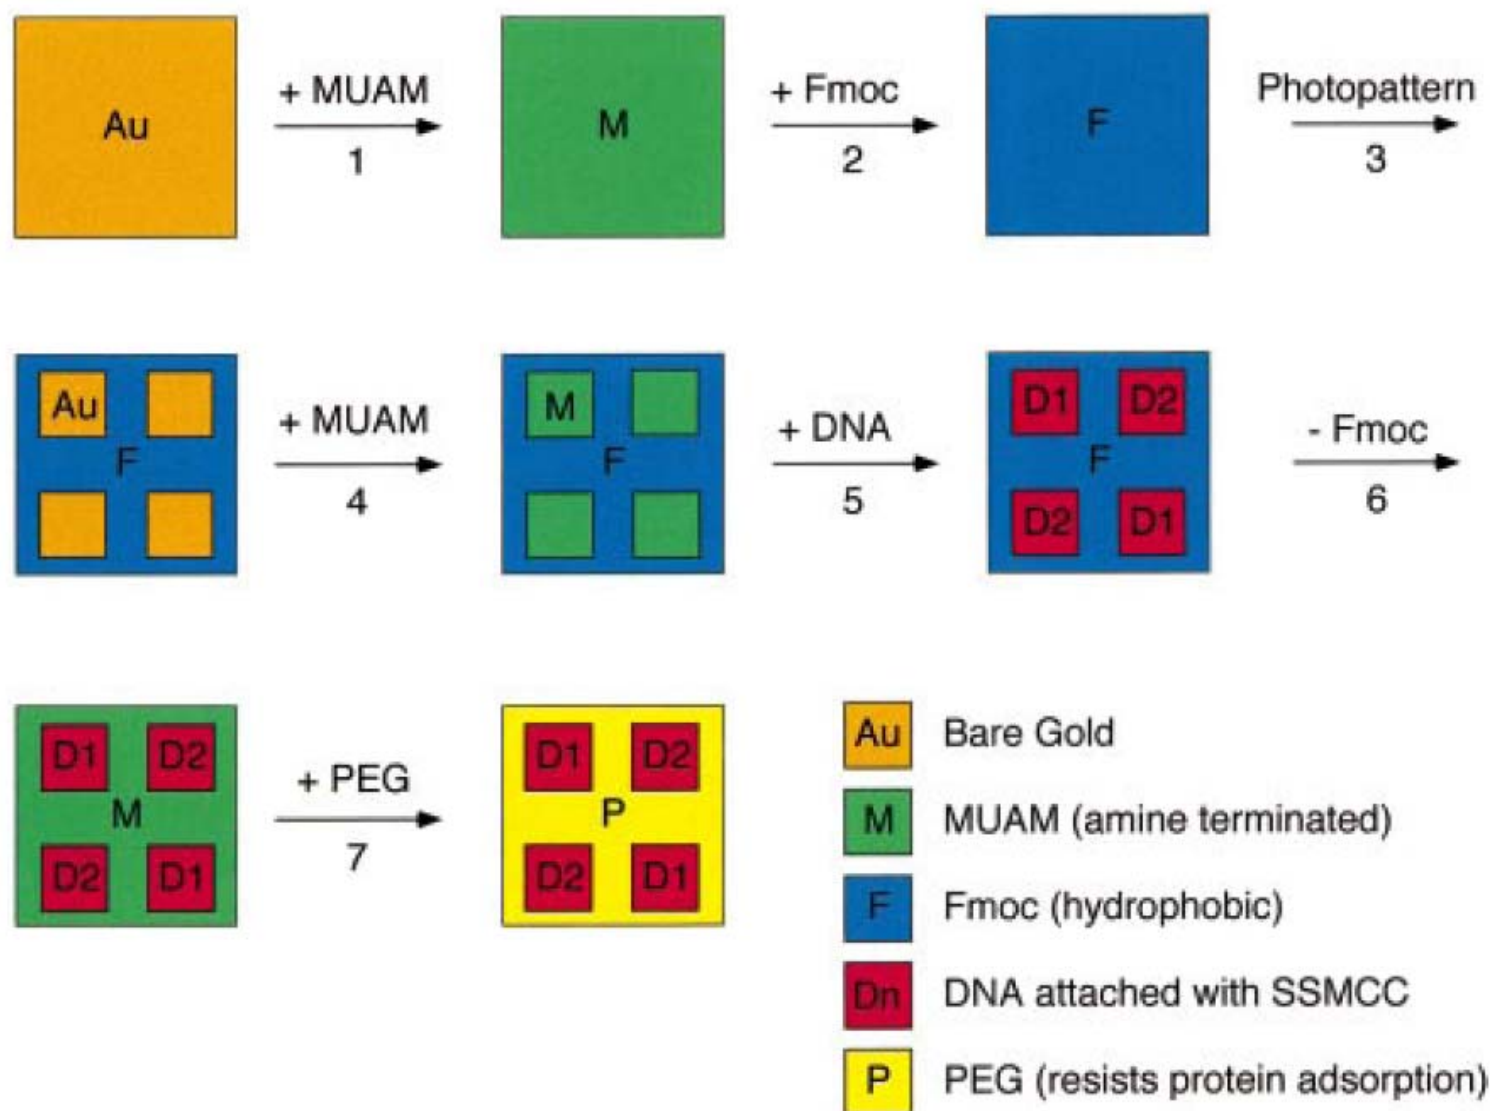 Au
+ MUAM
1
M
+ Fmoc
2
F
Photopattern
3
Au
F
+ MUAM
4
M
F
+ DNA
5
D1 D2
F
D2 D1
- Fmoc
6
D1 D2
M
D2 D1
+ PEG
7
D1 D2
P
D2 D1
Au Bare Gold
M MUAM (amine terminated)
F Fmoc (hydrophobic)
Dn DNA attached with SSMCC
P PEG (resists protein adsorption)